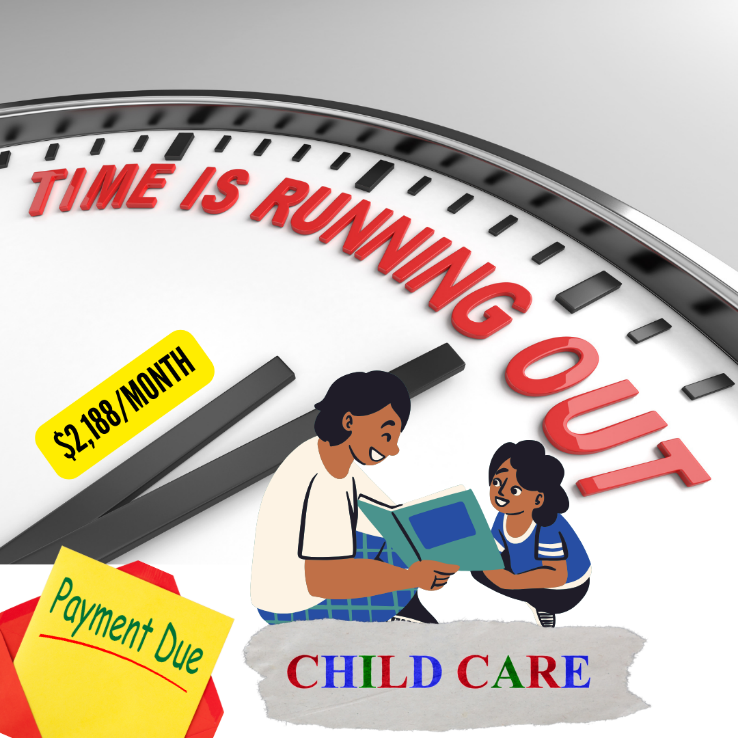 TIME IS RUNNING OUT
$2,188/MONTH
Payment Due
CHILD CARE